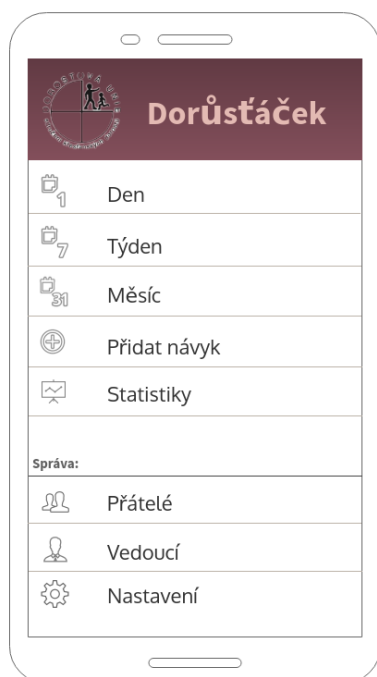 Dorůsťáček
1
Den
7
Týden
31
Měsíc
Přidat návyk
Statistiky
Správa:
Přátelé
Vedoucí
Nastavení